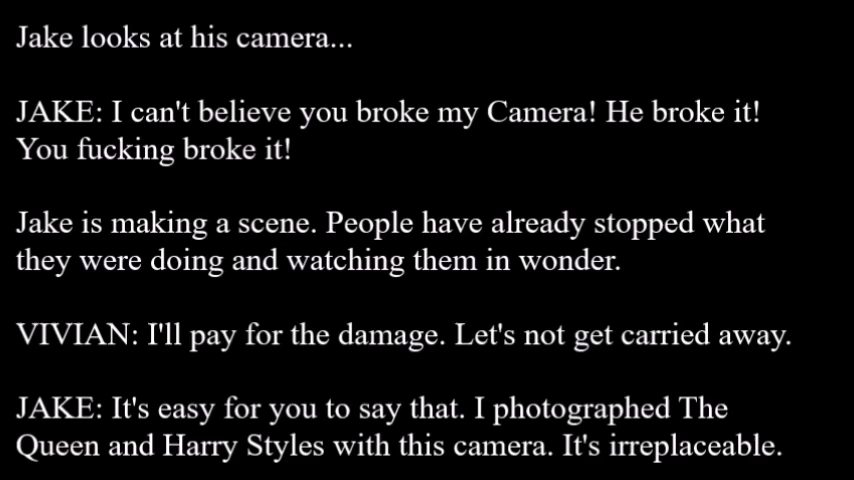 Jake looks at his camera...
JAKE: I can't believe you broke my Camera! He broke it!
You fucking broke it!
Jake is making a scene. People have already stopped what
they were doing and watching them in wonder.
VIVIAN: I'll pay for the damage. Let's not get carried away.
JAKE: It's easy for you to say that. I photographed The
Queen and Harry Styles with this camera. It's irreplaceable.